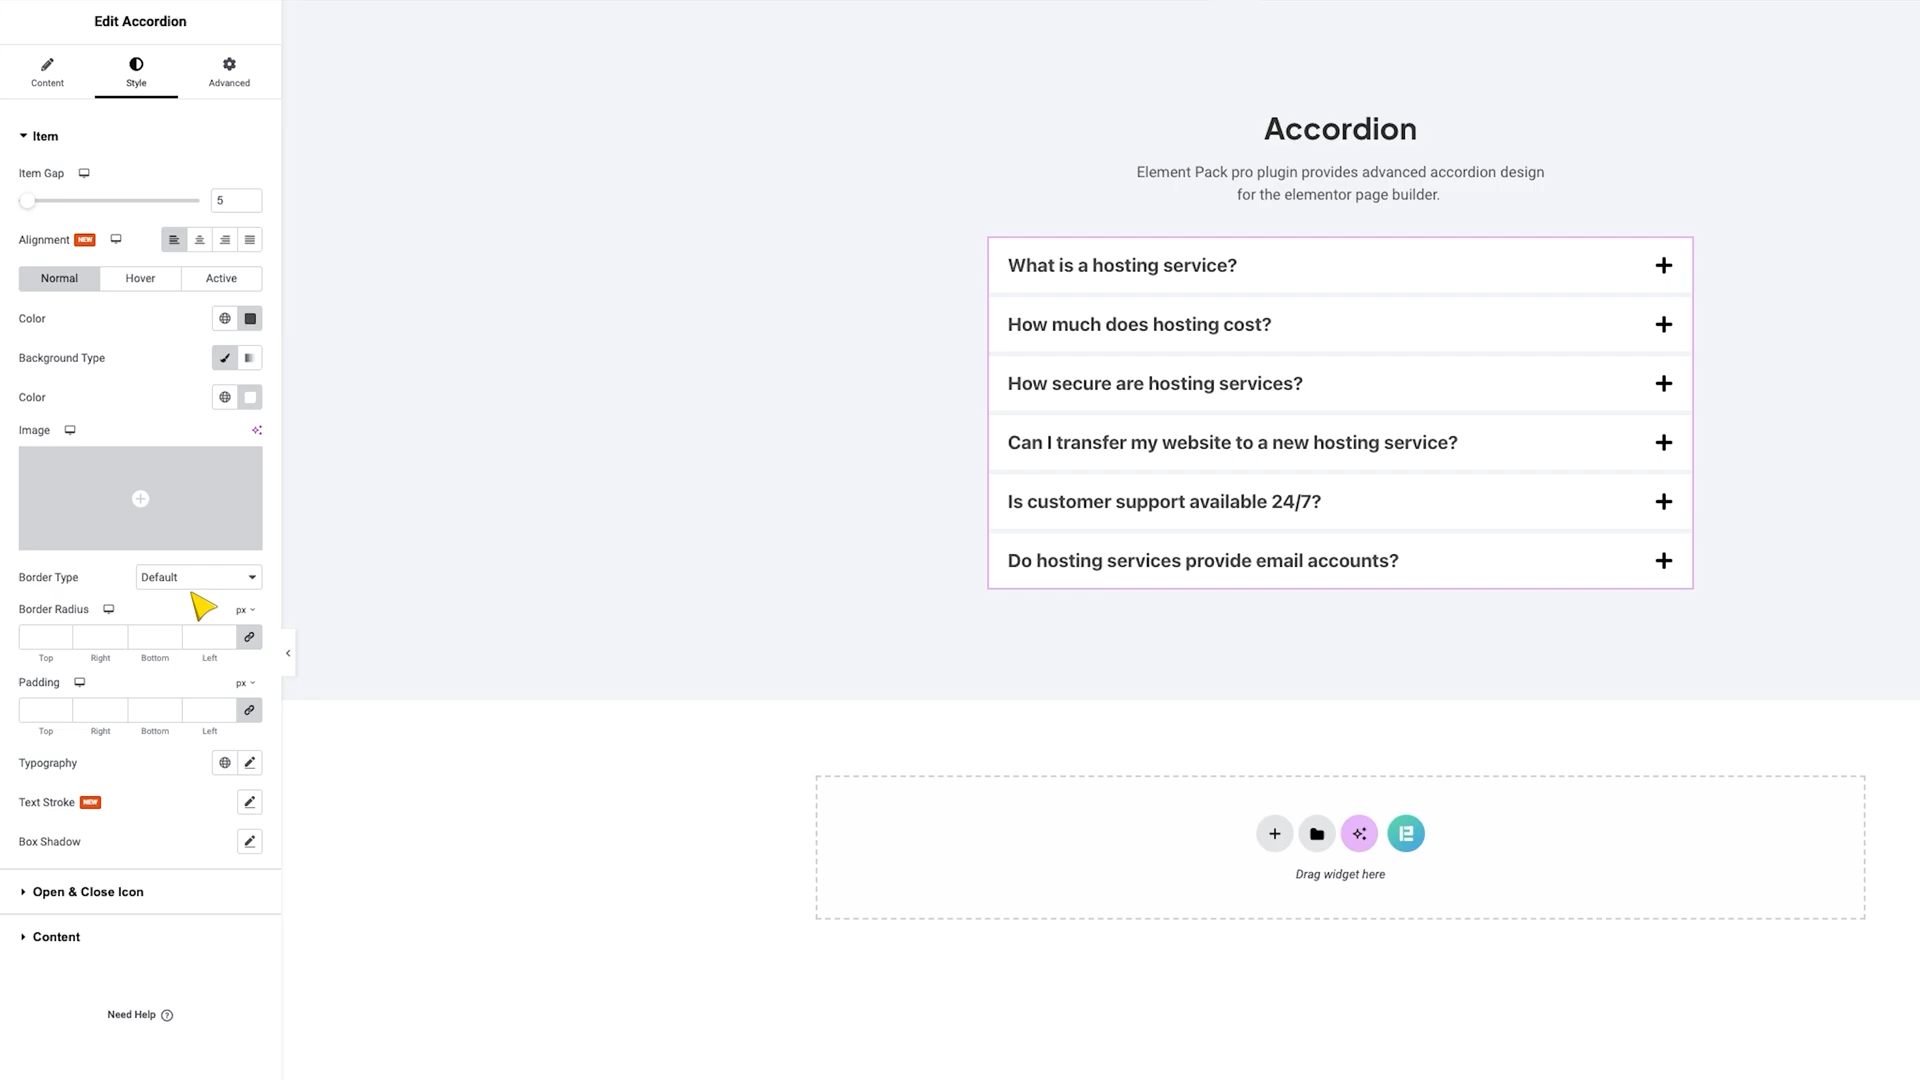 Edit Accordion
Content
Style
Advanced
Item
Item Gap
5
Alignment NEW
Normal
Hover
Active
Color
Background Type
Color
Image
Border Type
Default
Border Radius
px
Top
Right
Bottom
Left
Padding
px
Top
Right
Bottom
Left
Typography
Text Stroke NEW
Box Shadow
Open & Close Icon
Content
Need Help ?
Accordion
Element Pack pro plugin provides advanced accordion design
for the elementor page builder.
What is a hosting service?
How much does hosting cost?
How secure are hosting services?
Can I transfer my website to a new hosting service?
Is customer support available 24/7?
Do hosting services provide email accounts?
Drag widget here